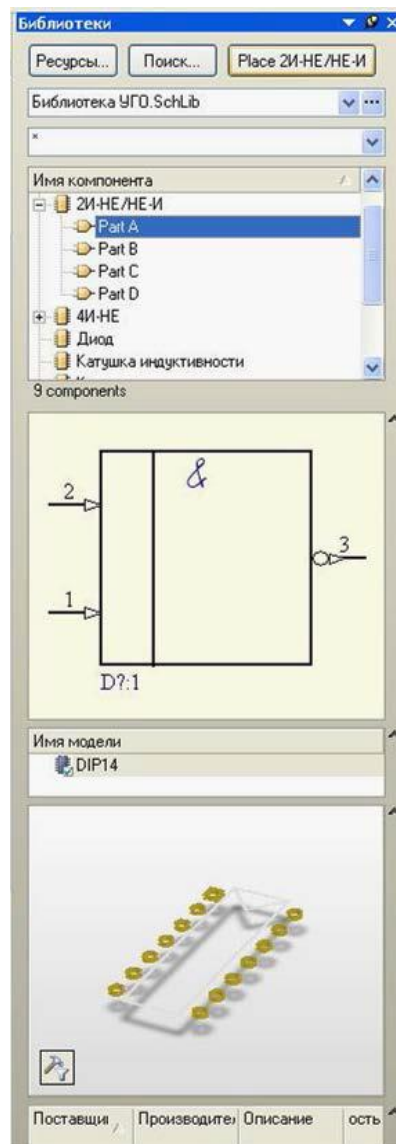 Библиотеки
Ресурсы... Поиск... Place 2И-НЕ/НЕ-И
Библиотека УГО.SchLib ...
*
Имя компонента
2И-НЕ/НЕ-И
Part A
Part B
Part C
Part D
4И-НЕ
Диод
Катушка индуктивности
9 components
&
2
3
1
D?:1
Имя модели
DIP14
Поставщи Производите Описание ость